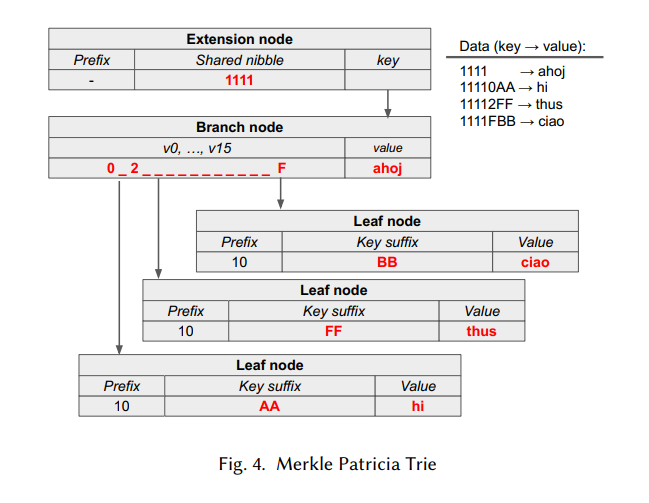 Extension node
Prefix Shared nibble key
- 1111
Data (key → value):
1111 → ahoj
11110AA → hi
11112FF → thus
1111FBB → ciao
Branch node
v0, ..., v15 value
0 _ 2 _ _ _ _ _ _ _ _ _ _ _ F ahoj
Leaf node
Prefix Key suffix Value
10 BB ciao
Leaf node
Prefix Key suffix Value
10 FF thus
Leaf node
Prefix Key suffix Value
10 AA hi
Fig. 4. Merkle Patricia Trie